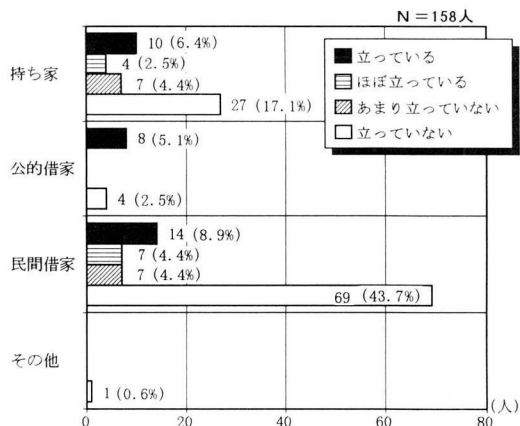 N＝158人
立っている
ほぼ立っている
あまり立っていない
立っていない
持ち家
10 (6.4%)
4 (2.5%)
7 (4.4%)
27 (17.1%)
公的借家
8 (5.1%)
4 (2.5%)
民間借家
14 (8.9%)
7 (4.4%)
7 (4.4%)
69 (43.7%)
その他
1 (0.6%)
0 20 40 60 80 (人)